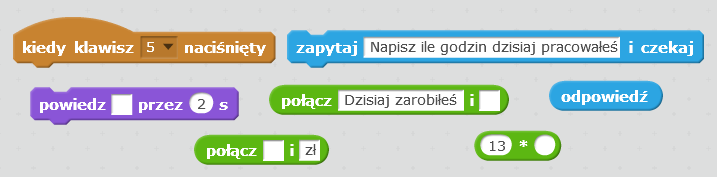 kiedy klawisz 5 naciśnięty
zapytaj Napisz ile godzin dzisiaj pracowałeś i czekaj
powiedz przez 2 s
połącz Dzisiaj zarobiłeś i
odpowiedź
połącz i zł
13 *